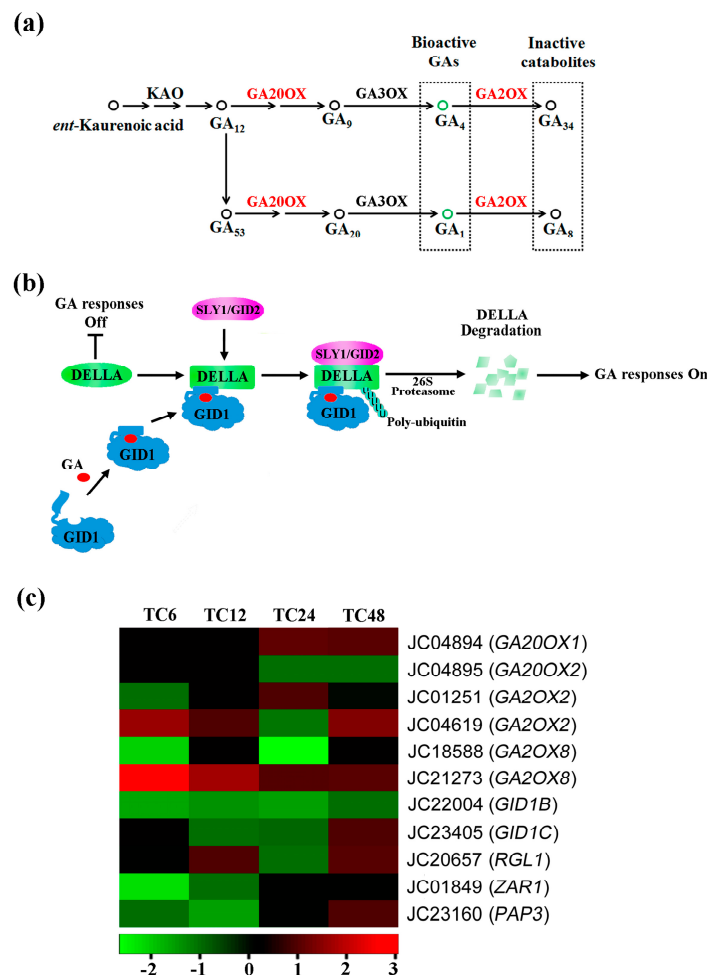 (a)
Bioactive GAs
Inactive catabolites
KAO
GA20OX
GA3OX
GA2OX
ent-Kaurenoic acid
GA12
GA9
GA4
GA34
GA20OX
GA3OX
GA2OX
GA53
GA20
GA1
GA8
(b)
GA responses
Off
SLY1/GID2
DELLA
Degradation
SLY1/GID2
DELLA
DELLA
DELLA
26S
Proteasome
GA responses On
GID1
GID1
Poly-ubiquitin
GID1
GA
GID1
(c)
TC6 TC12 TC24 TC48
JC04894 (GA20OX1)
JC04895 (GA20OX2)
JC01251 (GA2OX2)
JC04619 (GA2OX2)
JC18588 (GA2OX8)
JC21273 (GA2OX8)
JC22004 (GID1B)
JC23405 (GID1C)
JC20657 (RGL1)
JC01849 (ZAR1)
JC23160 (PAP3)
-2 -1 0 1 2 3